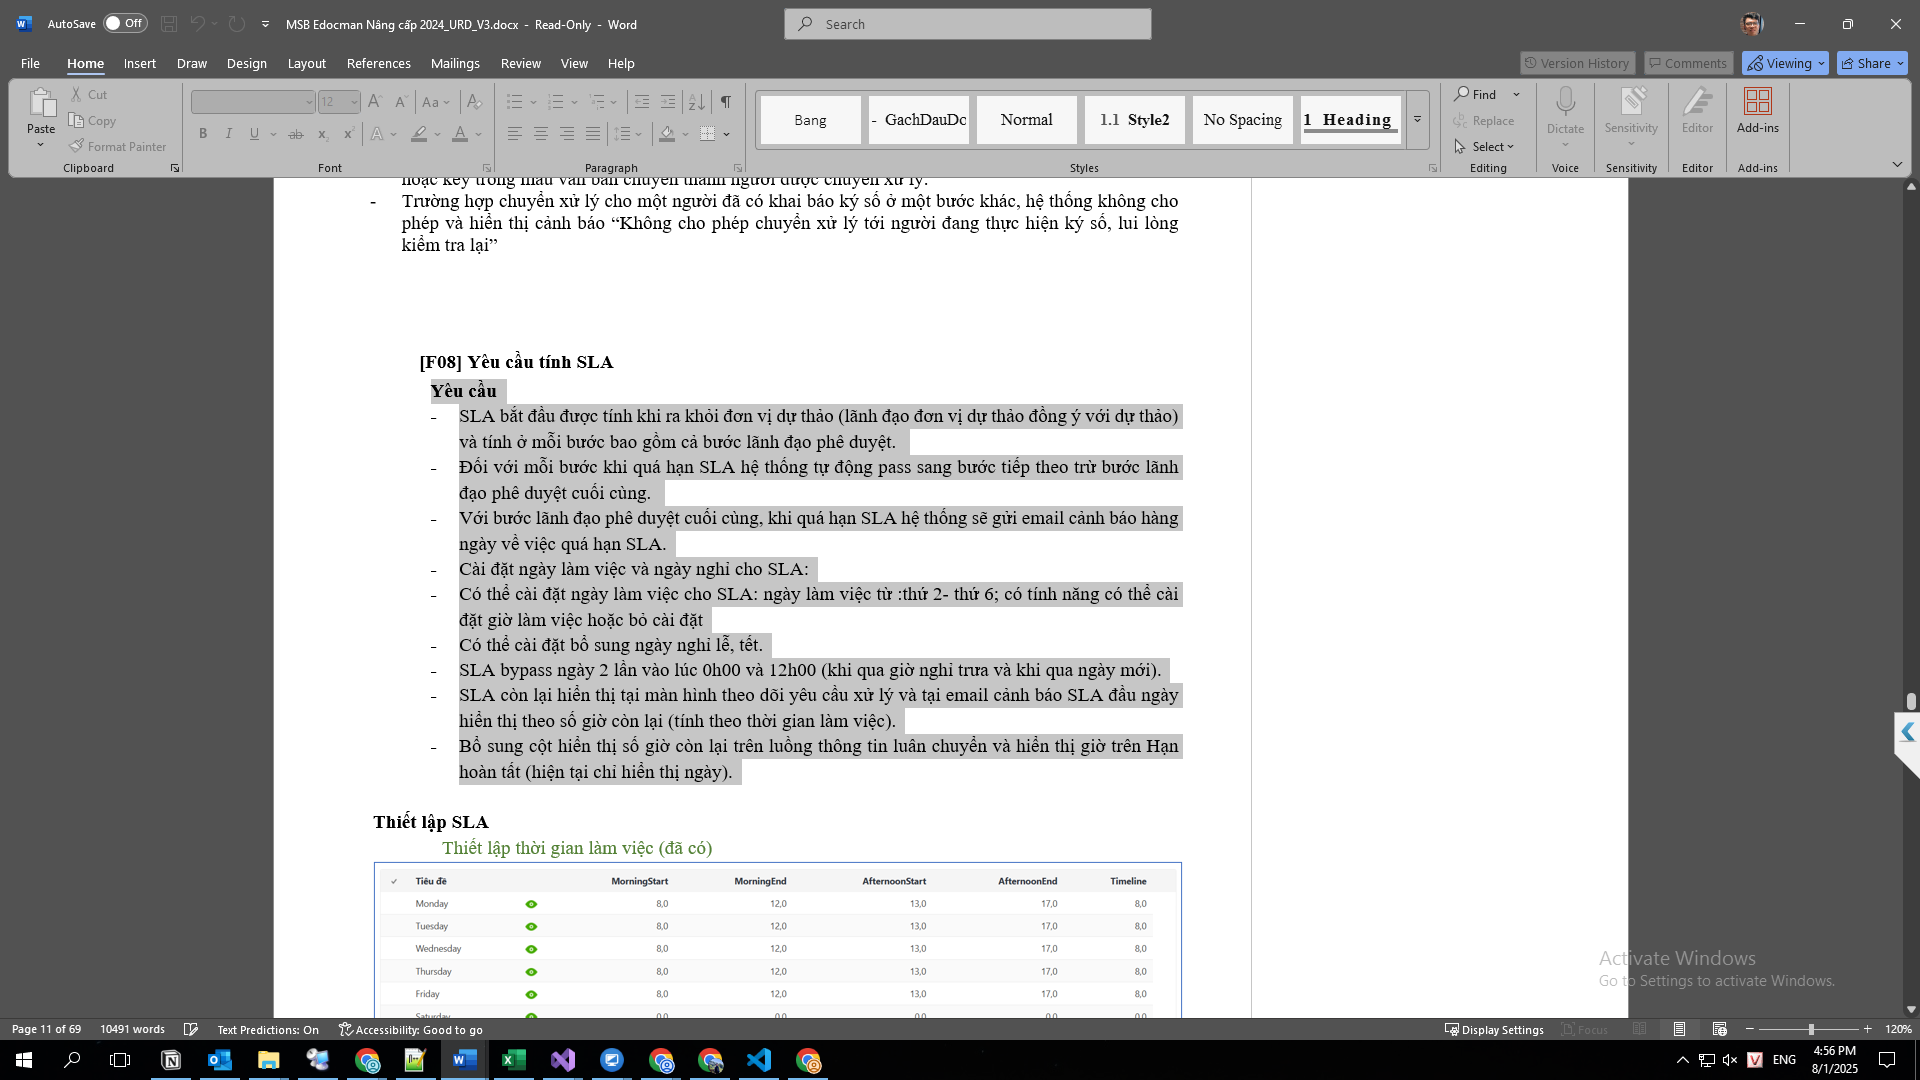 AutoSave Off MSB Edocman Nâng cấp 2024_URD_V3.docx - Read-Only - Word Search
File Home Insert Draw Design Layout References Mailings Review View Help Version History Comments Viewing Share
Paste Cut Copy Format Painter Clipboard
12 Aa Font
Paragraph
Bang - GachDauDo Normal 1.1 Style2 No Spacing 1 Heading Styles
Find Replace Select Editing
Dictate Voice
Sensitivity Sensitivity
Editor Editor
Add-ins Add-ins
hoặc key trong mẫu văn bản chuyển thành người được chuyển xử lý.
- Trường hợp chuyển xử lý cho một người đã có khai báo ký số ở một bước khác, hệ thống không cho
phép và hiển thị cảnh báo “Không cho phép chuyển xử lý tới người đang thực hiện ký số, lui lòng
kiểm tra lại”
[F08] Yêu cầu tính SLA
Yêu cầu
- SLA bắt đầu được tính khi ra khỏi đơn vị dự thảo (lãnh đạo đơn vị dự thảo đồng ý với dự thảo)
và tính ở mỗi bước bao gồm cả bước lãnh đạo phê duyệt.
- Đối với mỗi bước khi quá hạn SLA hệ thống tự động pass sang bước tiếp theo trừ bước lãnh
đạo phê duyệt cuối cùng.
- Với bước lãnh đạo phê duyệt cuối cùng, khi quá hạn SLA hệ thống sẽ gửi email cảnh báo hàng
ngày về việc quá hạn SLA.
- Cài đặt ngày làm việc và ngày nghỉ cho SLA:
- Có thể cài đặt ngày làm việc cho SLA: ngày làm việc từ :thứ 2- thứ 6; có tính năng có thể cài
đặt giờ làm việc hoặc bỏ cài đặt
- Có thể cài đặt bổ sung ngày nghỉ lễ, tết.
- SLA bypass ngày 2 lần vào lúc 0h00 và 12h00 (khi qua giờ nghỉ trưa và khi qua ngày mới).
- SLA còn lại hiển thị tại màn hình theo dõi yêu cầu xử lý và tại email cảnh báo SLA đầu ngày
hiển thị theo số giờ còn lại (tính theo thời gian làm việc).
- Bổ sung cột hiển thị số giờ còn lại trên luồng thông tin luân chuyển và hiển thị giờ trên Hạn
hoàn tất (hiện tại chỉ hiển thị ngày).
Thiết lập SLA
Thiết lập thời gian làm việc (đã có)
Tiêu đề MorningStart MorningEnd AfternoonStart AfternoonEnd Timeline
Monday 8,0 12,0 13,0 17,0 8,0
Tuesday 8,0 12,0 13,0 17,0 8,0
Wednesday 8,0 12,0 13,0 17,0 8,0
Thursday 8,0 12,0 13,0 17,0 8,0
Friday 8,0 12,0 13,0 17,0 8,0
Saturday 0,0 0,0 0,0 0,0 0,0
Activate Windows
Go to Settings to activate Windows.
Page 11 of 69 10491 words Text Predictions: On Accessibility: Good to go Display Settings Focus 120%
ENG 4:56 PM
8/1/2025